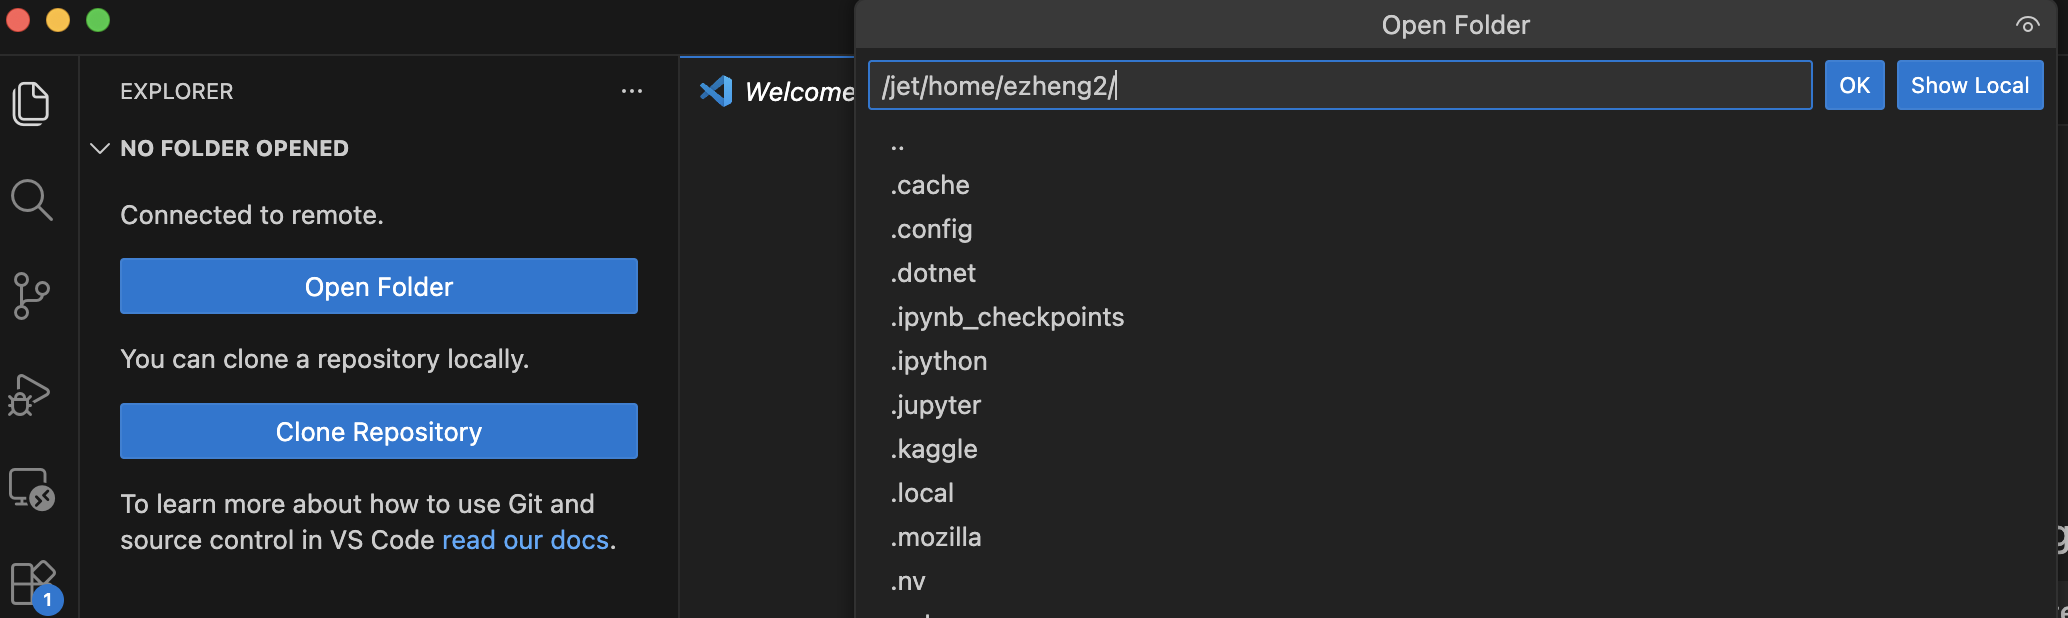 EXPLORER
NO FOLDER OPENED
Connected to remote.
Open Folder
You can clone a repository locally.
Clone Repository
To learn more about how to use Git and
source control in VS Code read our docs.
1
Welcome
Open Folder
/jet/home/ezheng2/
OK
Show Local
..
.cache
.config
.dotnet
.ipynb_checkpoints
.ipython
.jupyter
.kaggle
.local
.mozilla
.nv